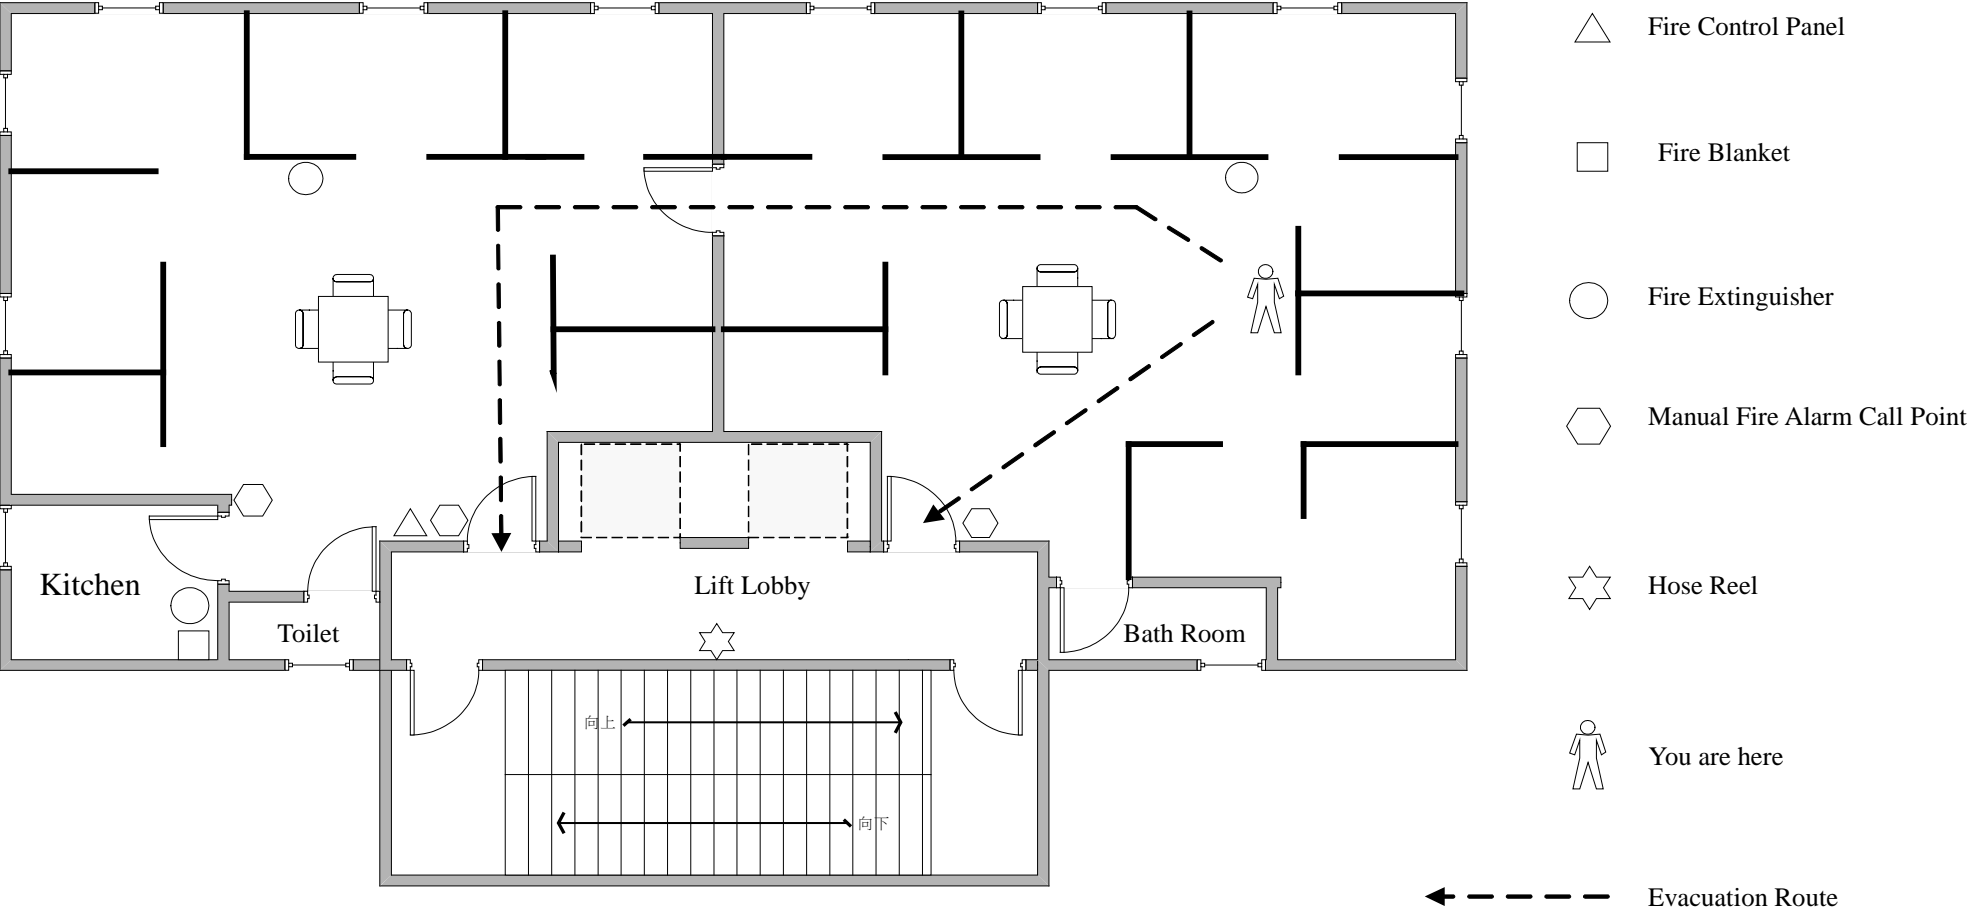 Fire Control Panel
Fire Blanket
Fire Extinguisher
Manual Fire Alarm Call Point
Kitchen
Lift Lobby
Hose Reel
Toilet
Bath Room
向上
You are here
向下
Evacuation Route